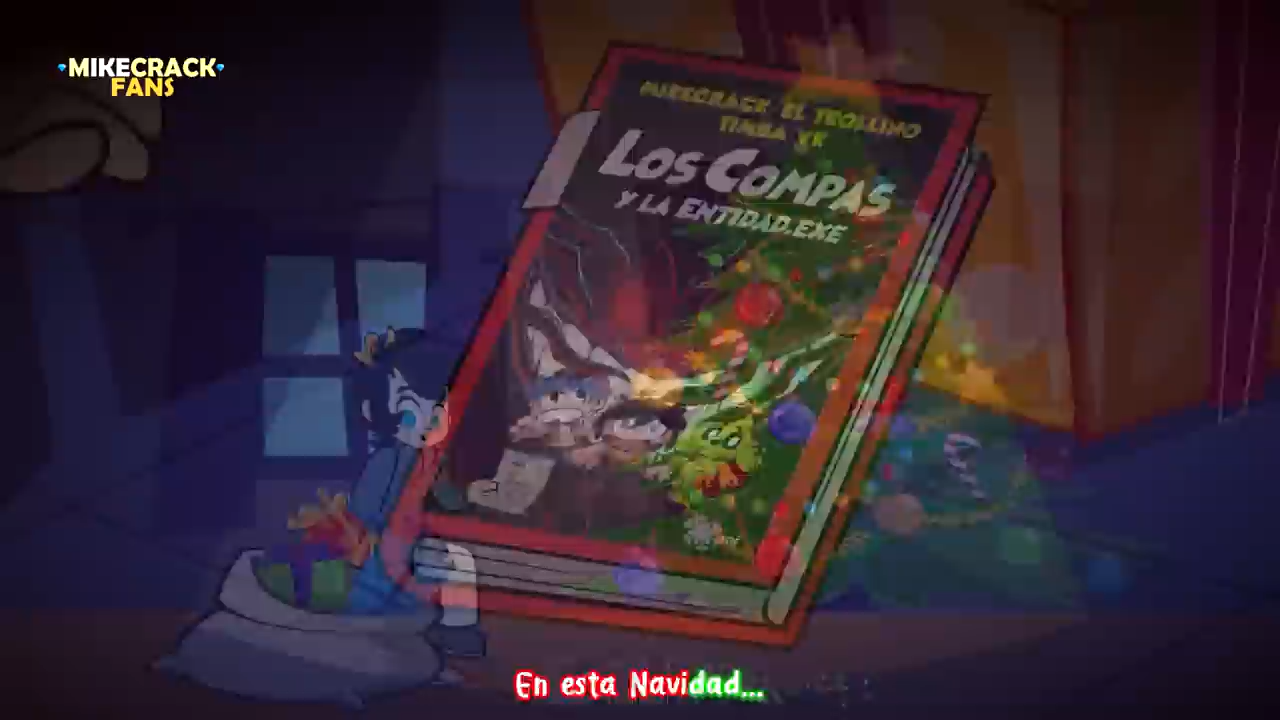 MIKECRACK
FANS
MIKECRACK EL TROLLINO
TIMBA VK
LOS COMPAS
Y LA ENTIDAD.EXE
En esta Navidad...